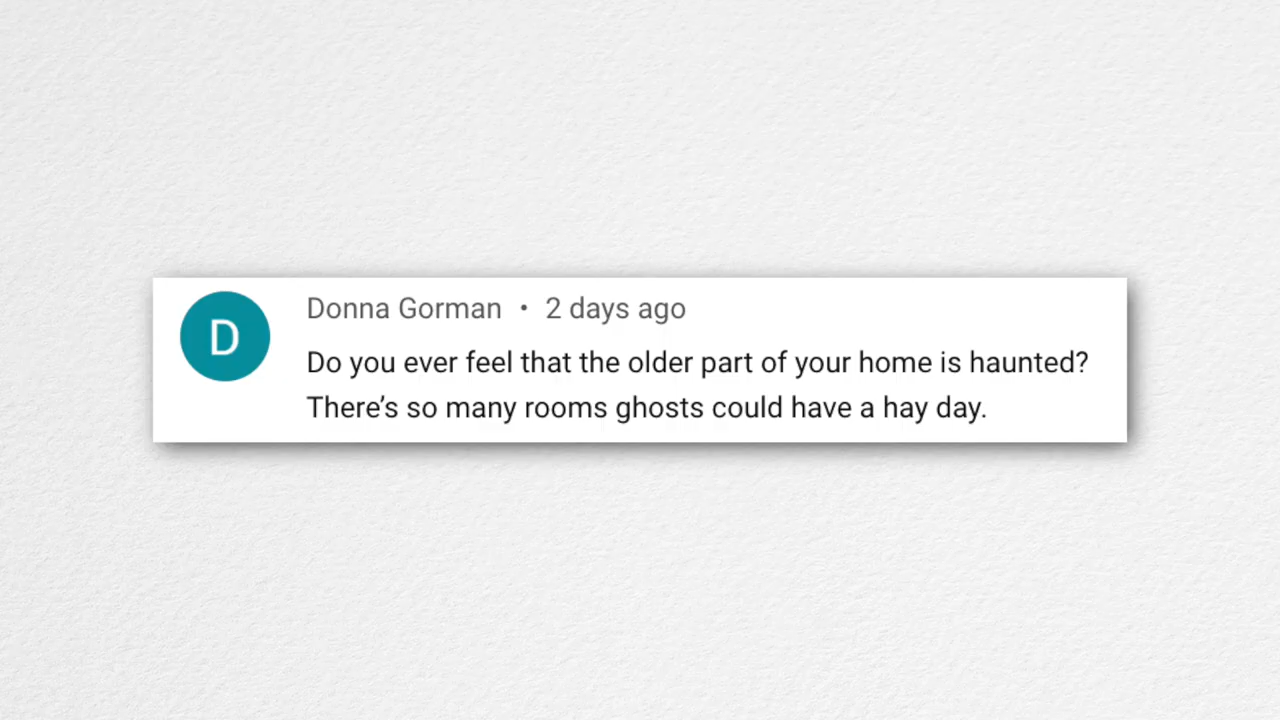 D
Donna Gorman • 2 days ago
Do you ever feel that the older part of your home is haunted?
There’s so many rooms ghosts could have a hay day.